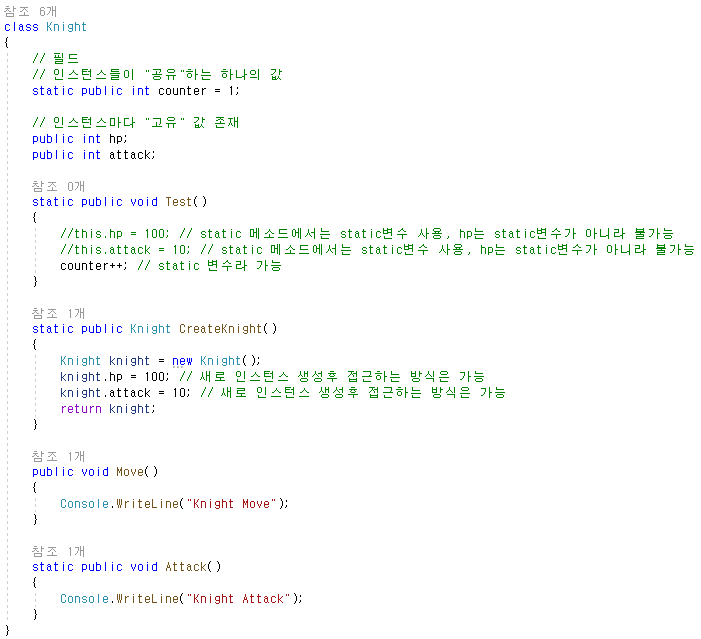 참조 6개
class Knight
{
// 필드
// 인스턴스들이 "공유"하는 하나의 값
static public int counter = 1;
// 인스턴스마다 "고유" 값 존재
public int hp;
public int attack;
참조 0개
static public void Test()
{
//this.hp = 100; // static 메소드에서는 static변수 사용, hp는 static변수가 아니라 불가능
//this.attack = 10; // static 메소드에서는 static변수 사용, hp는 static변수가 아니라 불가능
counter++; // static 변수라 가능
}
참조 1개
static public Knight CreateKnight()
{
Knight knight = new Knight();
knight.hp = 100; // 새로 인스턴스 생성후 접근하는 방식은 가능
knight.attack = 10; // 새로 인스턴스 생성후 접근하는 방식은 가능
return knight;
}
참조 1개
public void Move()
{
Console.WriteLine("Knight Move");
}
참조 1개
static public void Attack()
{
Console.WriteLine("Knight Attack");
}
}